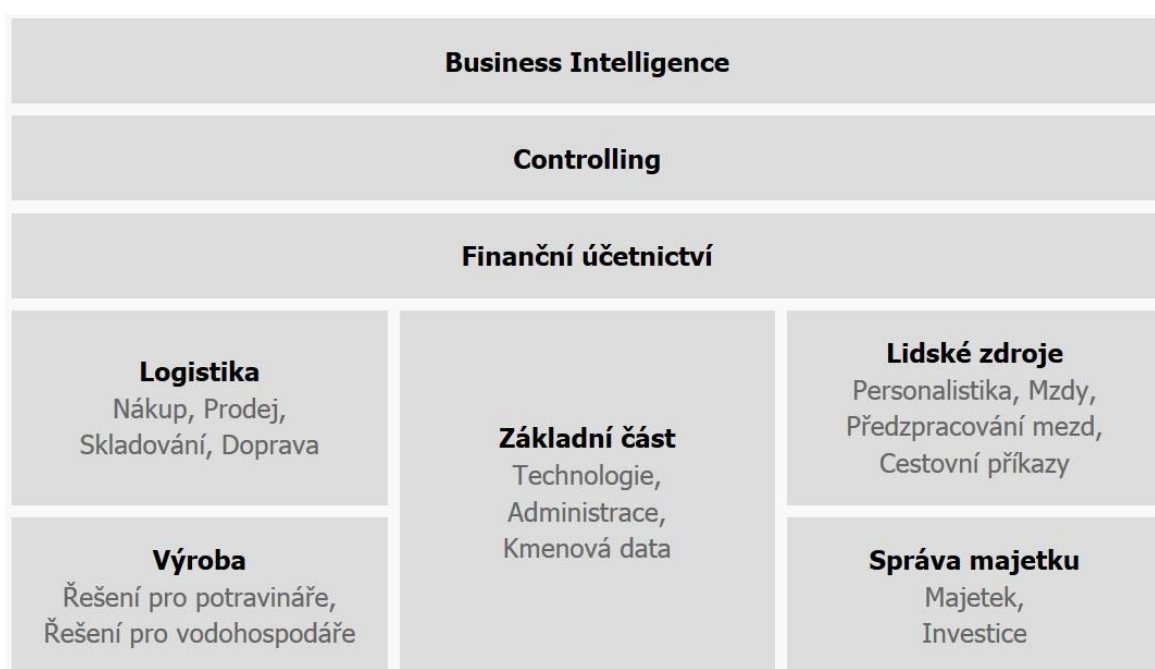 Business Intelligence
Controlling
Finanční účetnictví
Logistika
Nákup, Prodej,
Skladování, Doprava
Základní část
Technologie,
Administrace,
Kmenová data
Lidské zdroje
Personalistika, Mzdy,
Předzpracování mezd,
Cestovní příkazy
Výroba
Řešení pro potravináře,
Řešení pro vodohospodáře
Správa majetku
Majetek,
Investice